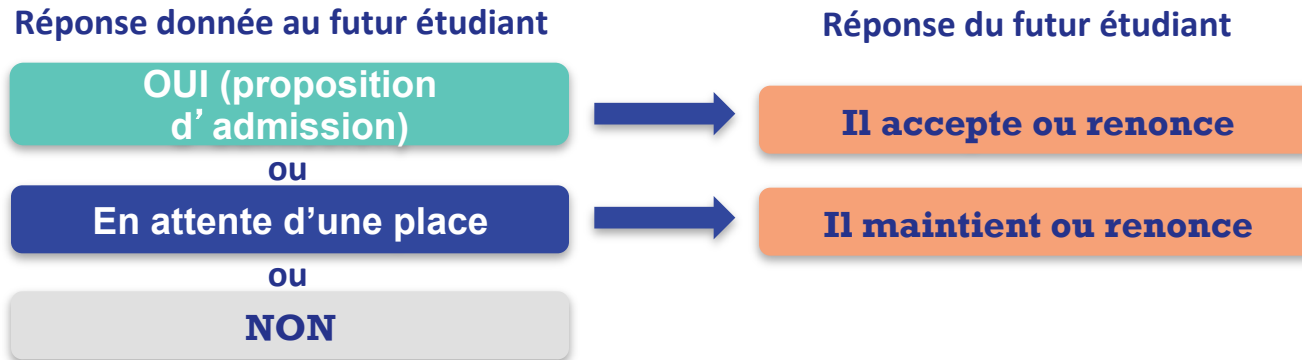 Réponse donnée au futur étudiant
Réponse du futur étudiant
OUI (proposition
d’admission)
Il accepte ou renonce
ou
En attente d’une place
Il maintient ou renonce
ou
NON